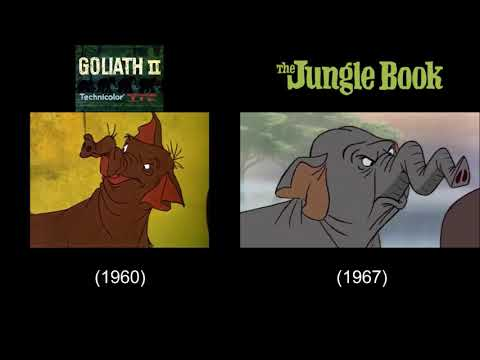 GOLIATH II
Technicolor
The Jungle Book
(1960)
(1967)